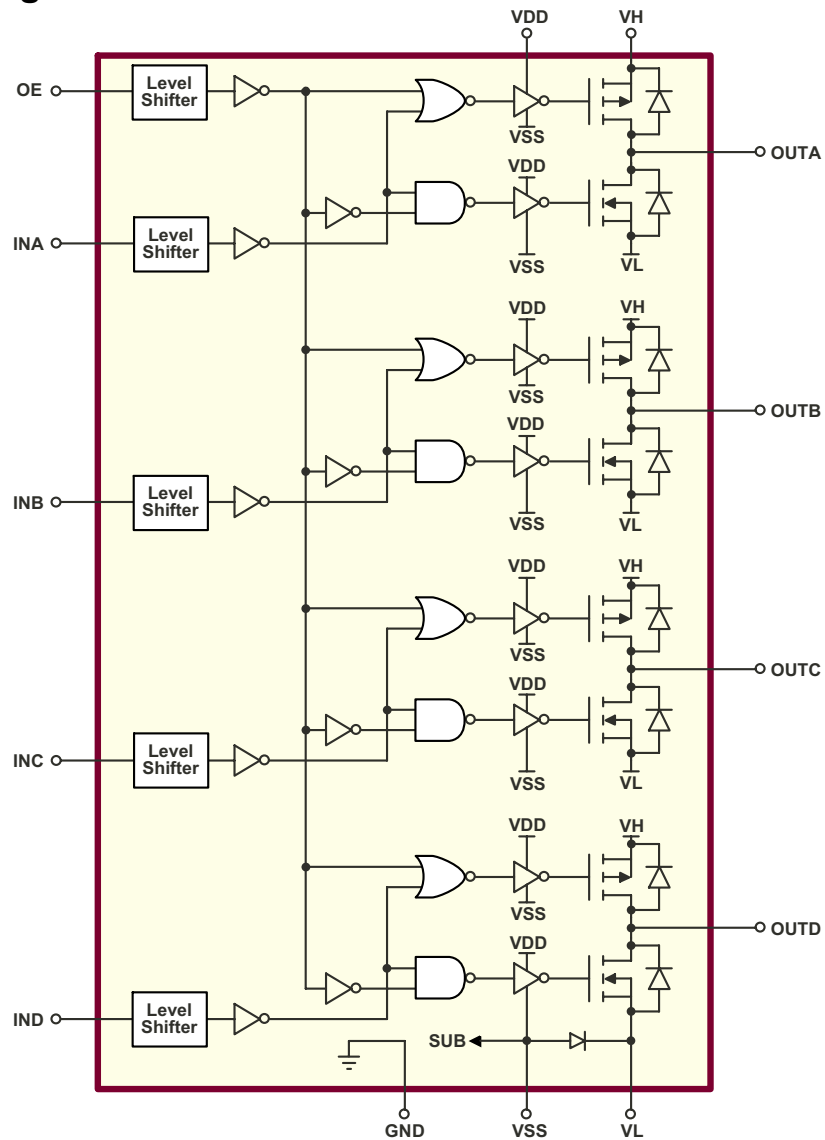 g
VDD VH
OE Level Shifter
VSS
OUTA
VDD
INA Level Shifter
VSS VL
VDD VH
VSS
OUTB
VDD
INB Level Shifter
VSS VL
VDD VH
VSS
OUTC
VDD
INC Level Shifter
VSS VL
VDD VH
VSS
OUTD
VDD
IND Level Shifter
SUB
GND VSS VL